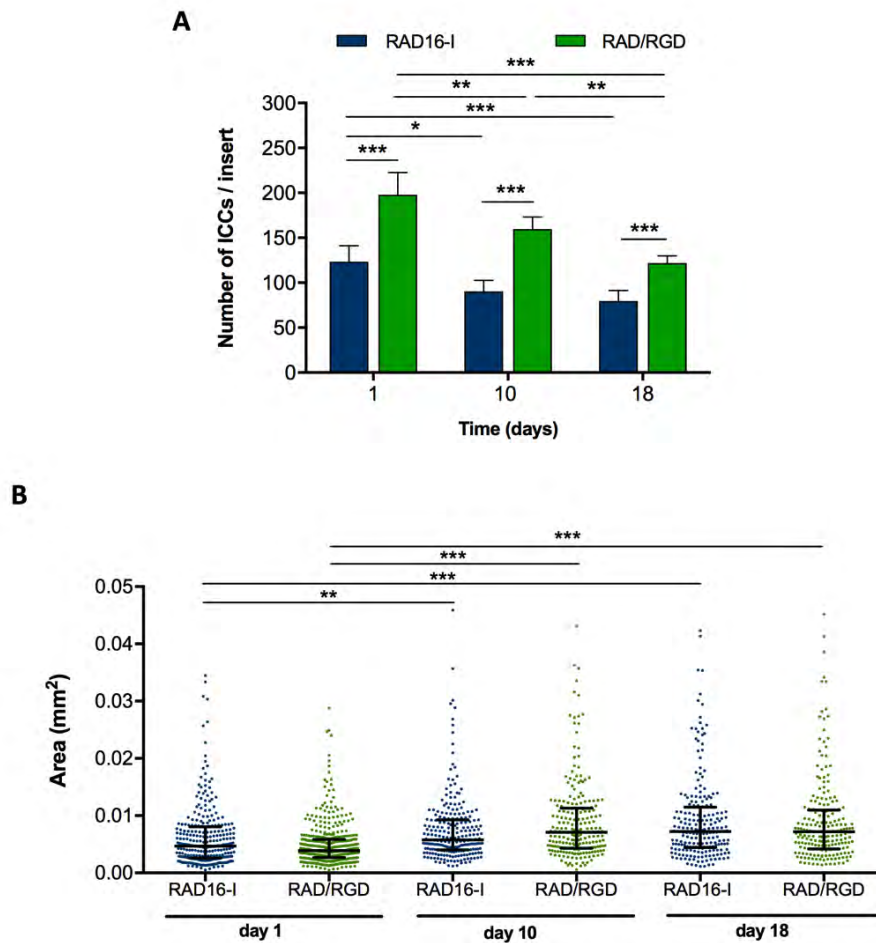 A
RAD16-I RAD/RGD
***
** **
***
*
*** *** ***
Number of ICCs / insert
300
250
200
150
100
50
0
1 10 18
Time (days)
B
***
***
***
**
Area (mm²)
0.05
0.04
0.03
0.02
0.01
0.00
RAD16-I RAD/RGD RAD16-I RAD/RGD RAD16-I RAD/RGD
day 1 day 10 day 18